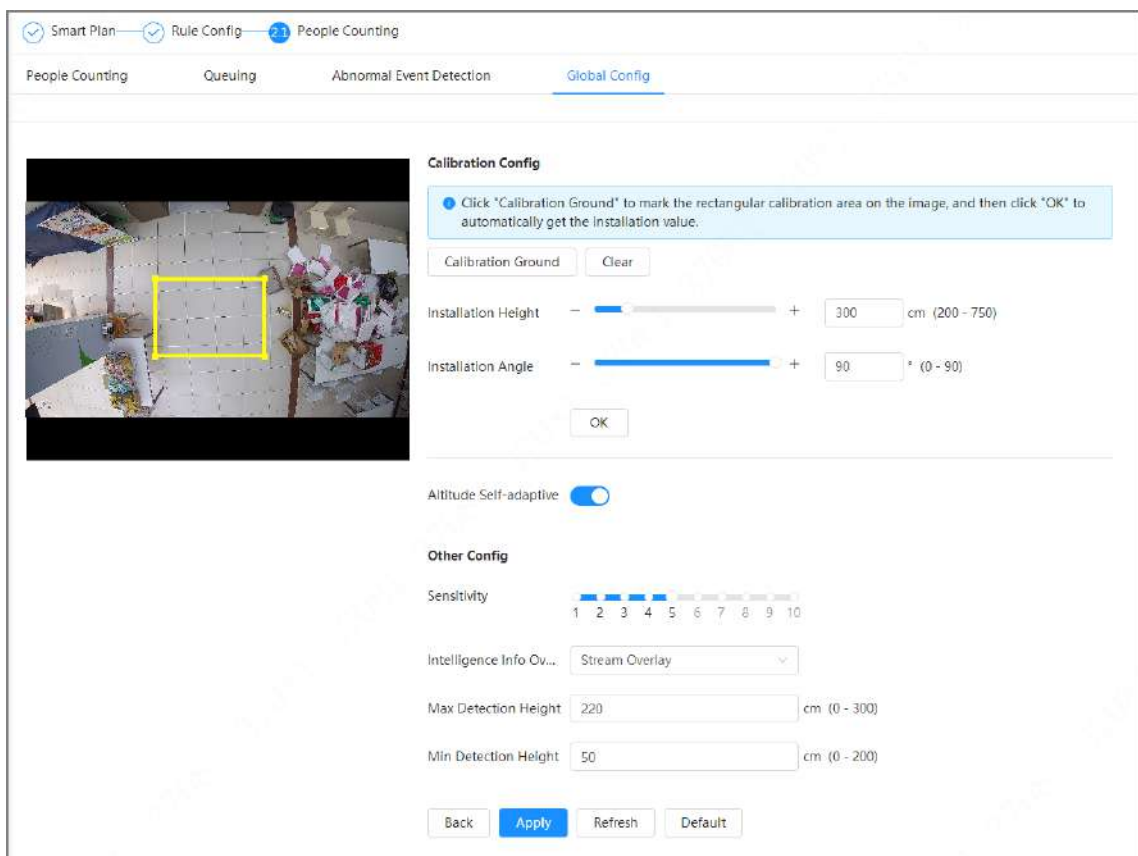 Smart Plan Rule Config 2.1 People Counting
People Counting Queuing Abnormal Event Detection Global Config
Calibration Config
Click "Calibration Ground" to mark the rectangular calibration area on the image, and then click "OK" to
automatically get the installation value.
Calibration Ground Clear
Installation Height − + 300 cm (200 - 750)
Installation Angle − + 90 ° (0 - 90)
OK
Altitude Self-adaptive
Other Config
Sensitivity
1 2 3 4 5 6 7 8 9 10
Intelligence Info Ov... Stream Overlay
Max Detection Height 220 cm (0 - 300)
Min Detection Height 50 cm (0 - 200)
Back Apply Refresh Default